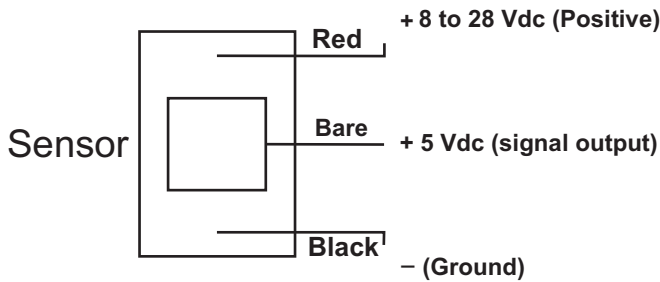 + 8 to 28 Vdc (Positive)
Red
Bare
Sensor
+ 5 Vdc (signal output)
Black
– (Ground)